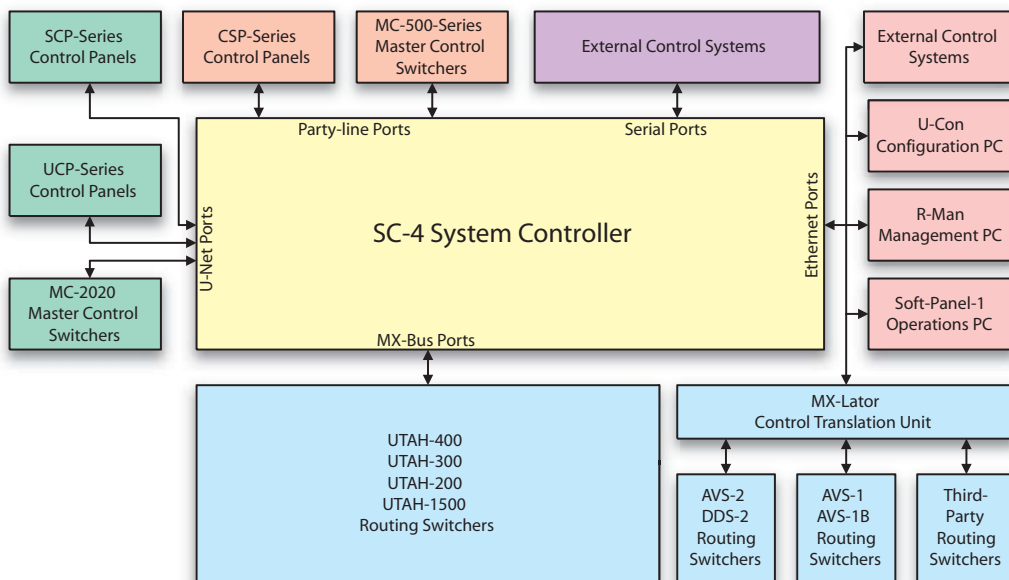 SCP-Series
Control Panels
CSP-Series
Control Panels
MC-500-Series
Master Control
Switchers
External Control Systems
External Control
Systems
Party-line Ports
Serial Ports
U-Con
Configuration PC
UCP-Series
Control Panels
U-Net Ports
SC-4 System Controller
Ethernet Ports
R-Man
Management PC
MC-2020
Master Control
Switchers
Soft-Panel-1
Operations PC
MX-Bus Ports
MX-Lator
Control Translation Unit
UTAH-400
UTAH-300
UTAH-200
UTAH-1500
Routing Switchers
AVS-2
DDS-2
Routing
Switchers
AVS-1
AVS-1B
Routing
Switchers
Third-
Party
Routing
Switchers